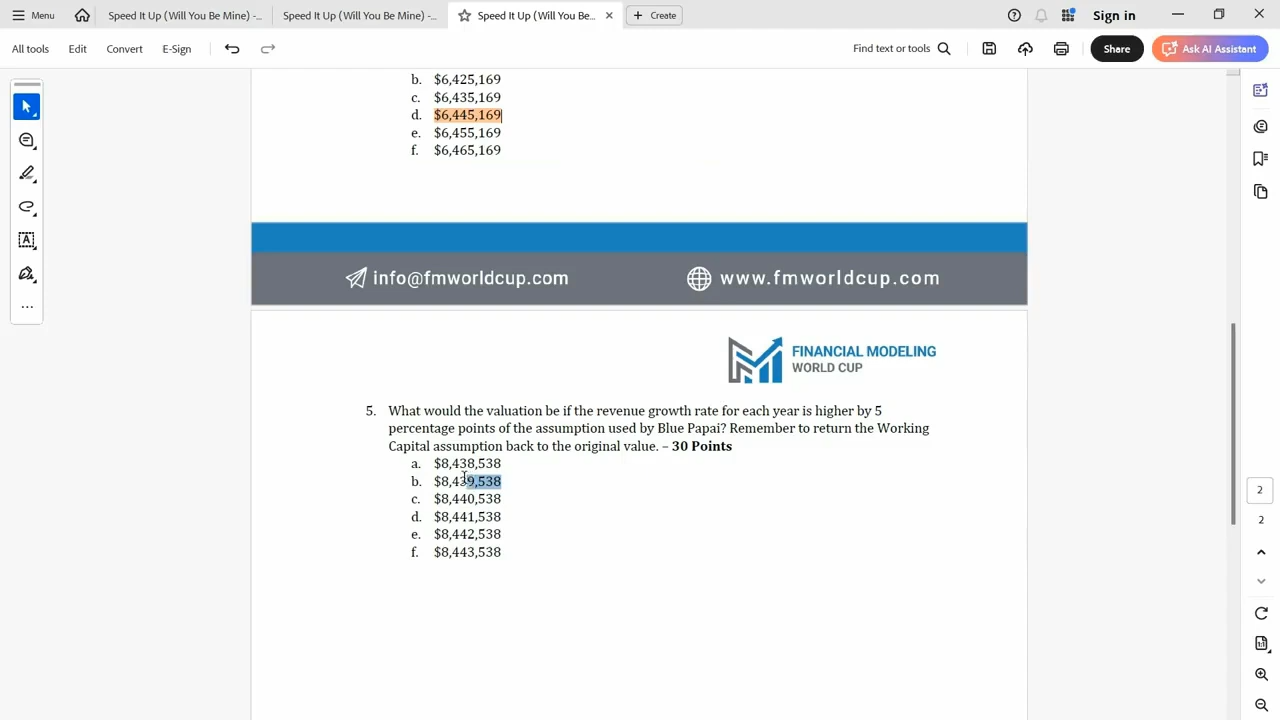 Menu
Speed It Up (Will You Be Mine) -...
Speed It Up (Will You Be Mine) -...
Speed It Up (Will You Be...
Create
Sign in
All tools
Edit
Convert
E-Sign
Find text or tools
Share
Ask AI Assistant
b. $6,425,169
c. $6,435,169
d. $6,445,169
e. $6,455,169
f. $6,465,169
info@fmworldcup.com
www.fmworldcup.com
FINANCIAL MODELING
WORLD CUP
5. What would the valuation be if the revenue growth rate for each year is higher by 5
percentage points of the assumption used by Blue Papai? Remember to return the Working
Capital assumption back to the original value. – 30 Points
a. $8,438,538
b. $8,439,538
c. $8,440,538
d. $8,441,538
e. $8,442,538
f. $8,443,538
2
2